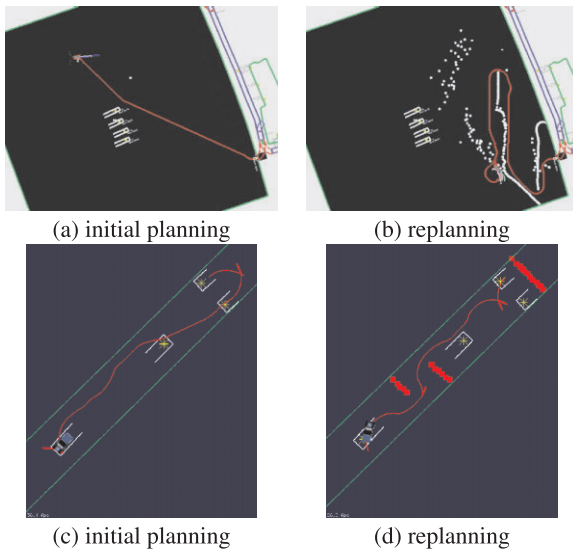 (a) initial planning
(b) replanning
(c) initial planning
(d) replanning